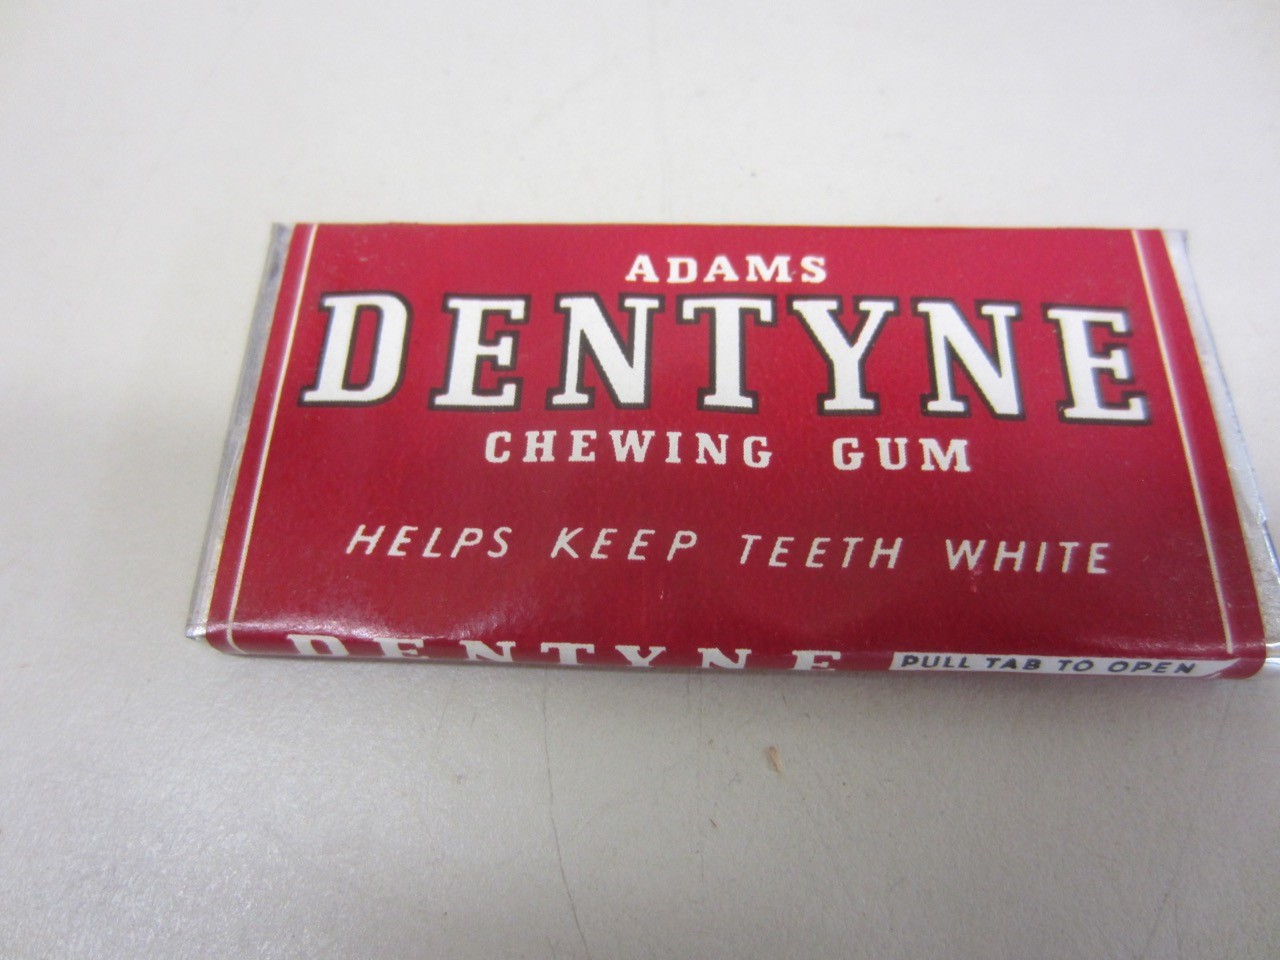 ADAMS
DENTYNE
CHEWING GUM
HELPS KEEP TEETH WHITE
DENTYNE PULL TAB TO OPEN